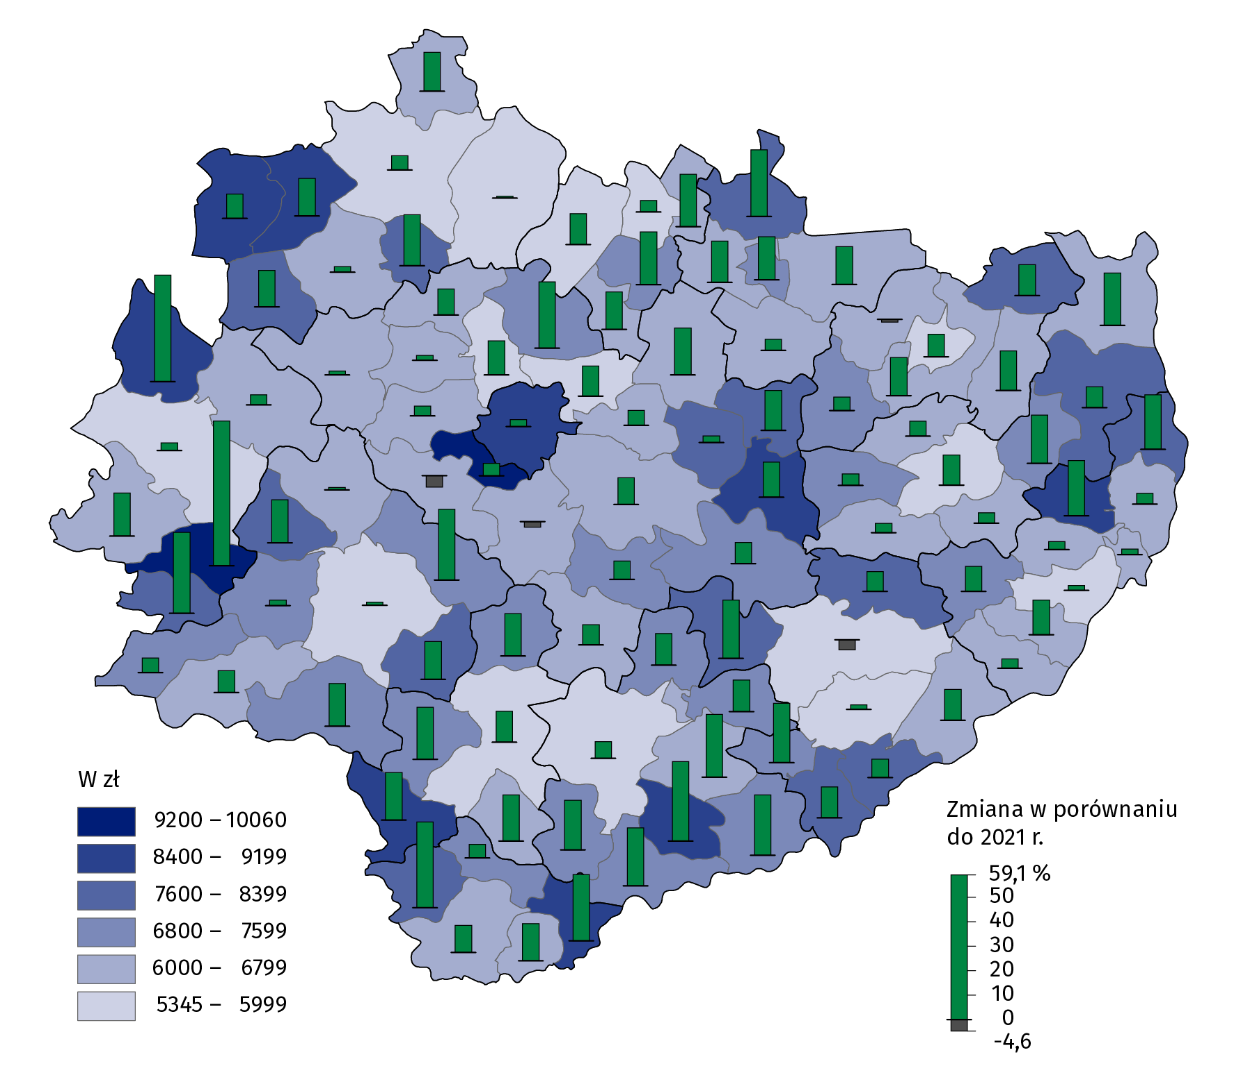 W zł
9200 – 10060
8400 – 9199
7600 – 8399
6800 – 7599
6000 – 6799
5345 – 5999
Zmiana w porównaniu
do 2021 r.
59,1 %
50
40
30
20
10
0
-4,6